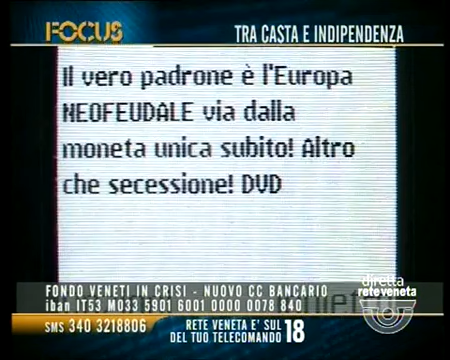 FOCUS
TRA CASTA E INDIPENDENZA
Il vero padrone è l'Europa
NEOFEUDALE via dalla
moneta unica subito! Altro
che secessione! DVD
FONDO VENETI IN CRISI - NUOVO CC BANCARIO
iban IT53 M033 5901 6001 0000 0078 840
diretta
reteveneta
SMS 340 3218806
RETE VENETA E' SUL 18
DEL TUO TELECOMANDO